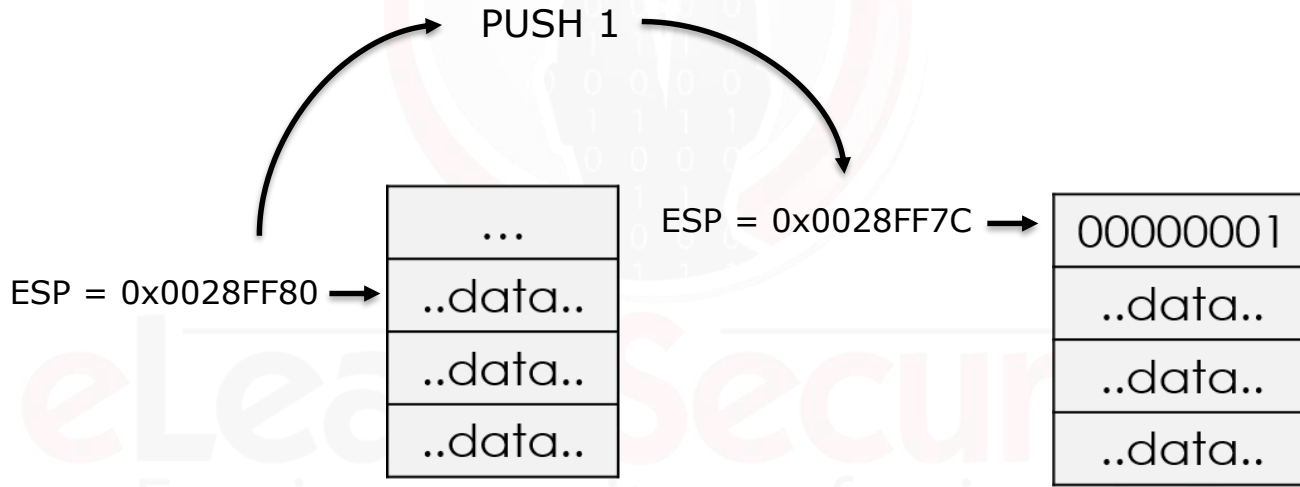 PUSH 1
ESP = 0x0028FF80
...
..data..
..data..
..data..
ESP = 0x0028FF7C
00000001
..data..
..data..
..data..